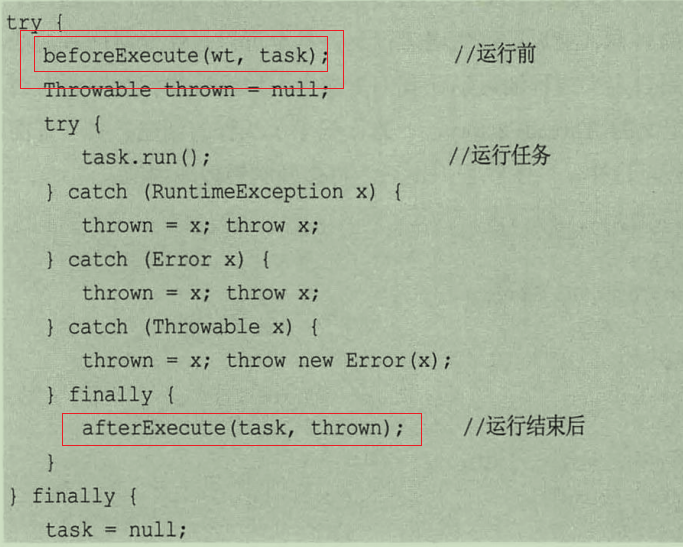 try {
beforeExecute(wt, task); //运行前
Throwable thrown = null;
try {
task.run(); //运行任务
} catch (RuntimeException x) {
thrown = x; throw x;
} catch (Error x) {
thrown = x; throw x;
} catch (Throwable x) {
thrown = x; throw new Error(x);
} finally {
afterExecute(task, thrown); //运行结束后
}
} finally {
task = null;